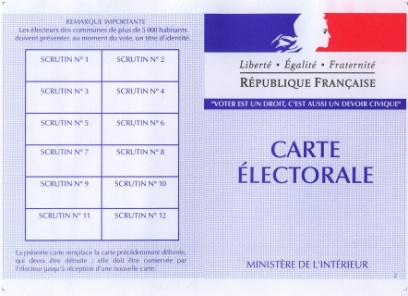 REMARQUE IMPORTANTE
Les électeurs des communes de plus de 5 000 habitants
doivent présenter, au moment du vote, un titre d'identité.
SCRUTIN N° 1 SCRUTIN N° 2
SCRUTIN N° 3 SCRUTIN N° 4
SCRUTIN N° 5 SCRUTIN N° 6
SCRUTIN N° 7 SCRUTIN N° 8
SCRUTIN N° 9 SCRUTIN N° 10
SCRUTIN N° 11 SCRUTIN N° 12
La présente carte remplace la carte précédemment détenue,
qui devra être détruite : elle doit être conservée par
l'électeur jusqu'à réception d'une nouvelle carte.
Liberté • Égalité • Fraternité
RÉPUBLIQUE FRANÇAISE
"VOTER EST UN DROIT, C'EST AUSSI UN DEVOIR CIVIQUE"
CARTE
ÉLECTORALE
MINISTÈRE DE L'INTÉRIEUR